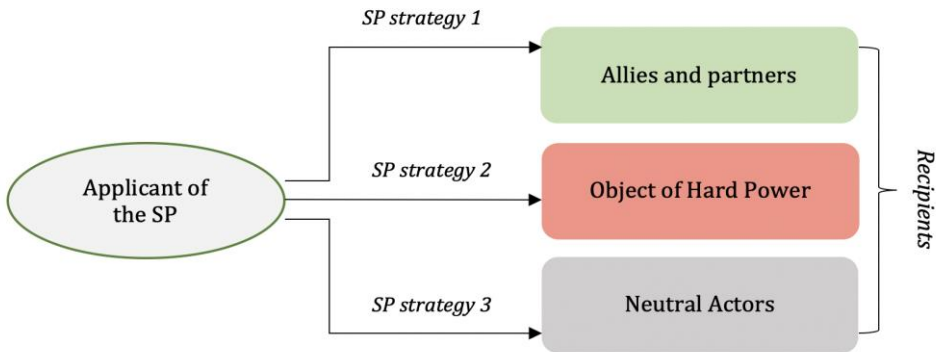 SP strategy 1
Allies and partners
Applicant of
the SP
SP strategy 2
Object of Hard Power
SP strategy 3
Neutral Actors
Recipients